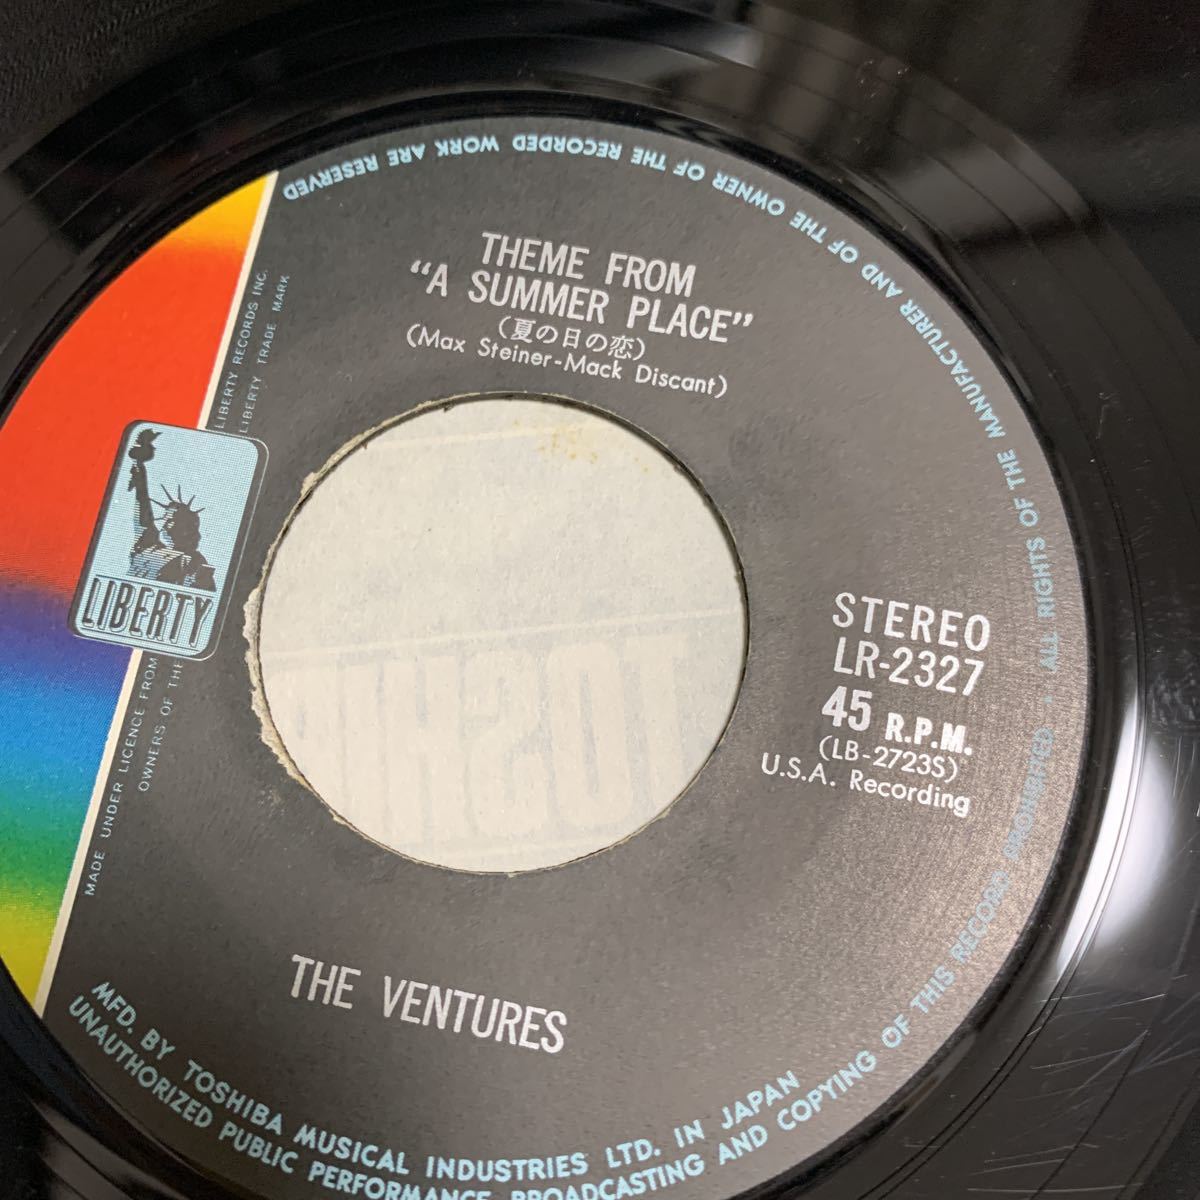 THEME FROM
"A SUMMER PLACE"
(夏の日の恋)
(Max Steiner-Mack Discant)
LIBERTY RECORDS INC.
LIBERTY TRADE MARK
LIBERTY
MADE UNDER LICENCE FROM
OWNERS OF THE
STEREO
LR-2327
45 R.P.M.
(LB-2723S)
U.S.A. Recording
THE VENTURES
MFD. BY TOSHIBA MUSICAL INDUSTRIES LTD. IN JAPAN
ALL RIGHTS OF THE MANUFACTURER AND OF THE OWNER OF THE RECORDED WORK ARE RESERVED
UNAUTHORIZED PUBLIC PERFORMANCE, BROADCASTING AND COPYING OF THIS RECORD PROHIBITED